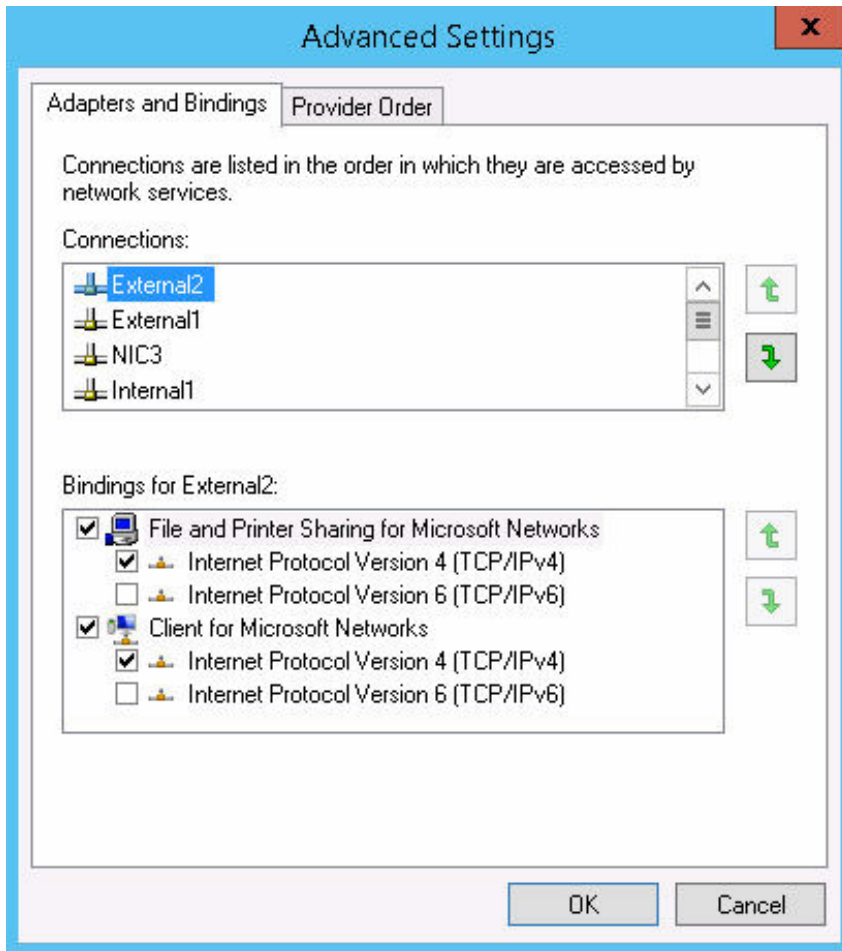 Advanced Settings
x
Adapters and Bindings
Provider Order
Connections are listed in the order in which they are accessed by
network services.
Connections:
External2
External1
NIC3
Internal1
Bindings for External2:
File and Printer Sharing for Microsoft Networks
Internet Protocol Version 4 (TCP/IPv4)
Internet Protocol Version 6 (TCP/IPv6)
Client for Microsoft Networks
Internet Protocol Version 4 (TCP/IPv4)
Internet Protocol Version 6 (TCP/IPv6)
OK
Cancel